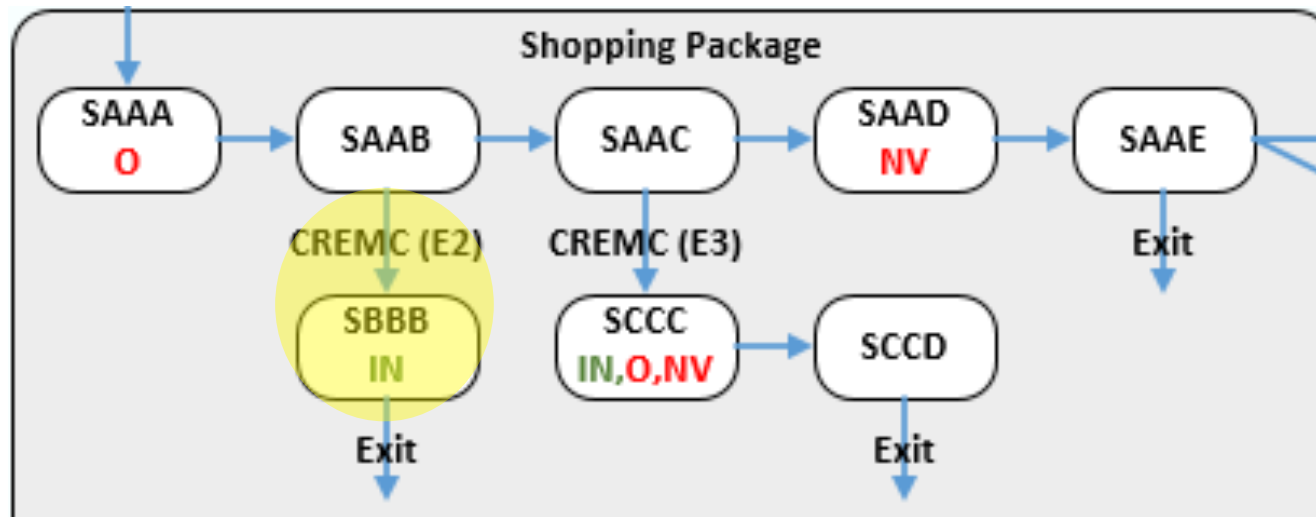 Shopping Package
SAAA
O
SAAB
SAAC
SAAD
NV
SAAE
CREMC (E2)
CREMC (E3)
Exit
SBBB
IN
SCCC
IN,O,NV
SCCD
Exit
Exit